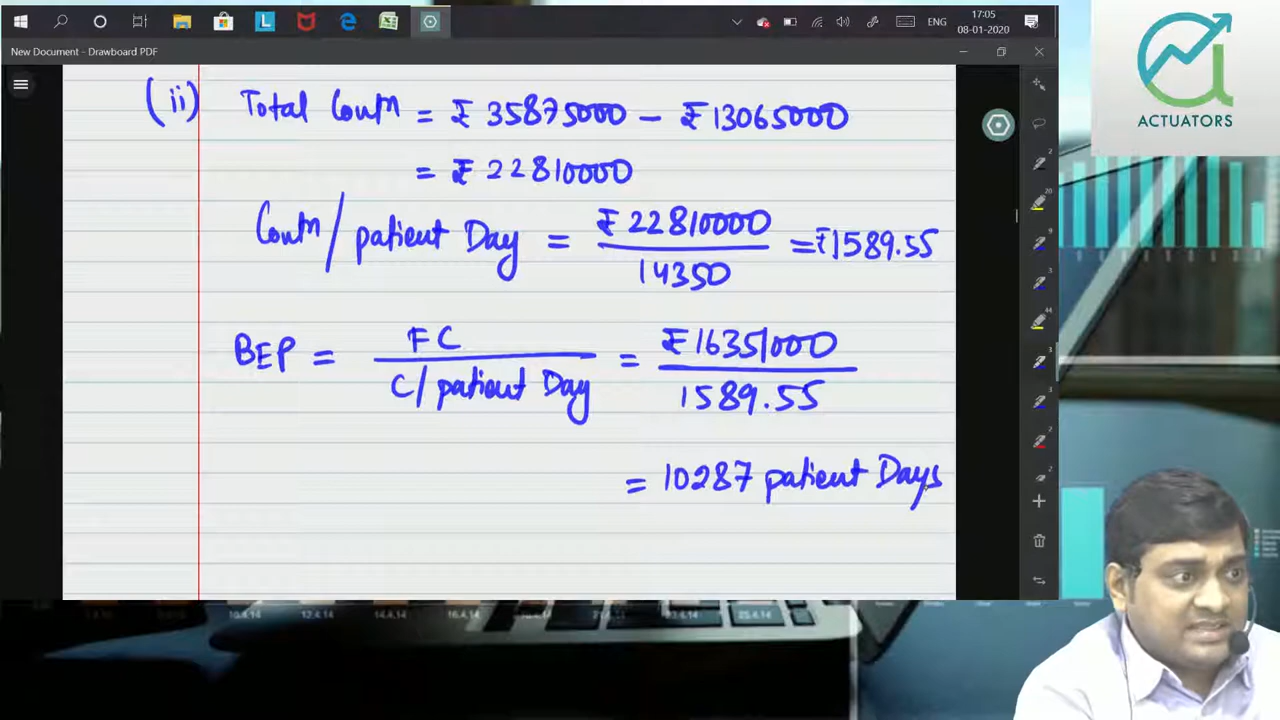 17:05
ENG
08-01-2020
New Document - Drawboard PDF
ACTUATORS
(ii) Total Contn = ₹ 35875000 - ₹ 13065000
= ₹ 22810000
Contn / patient Day = ₹ 22810000 / 14350 = ₹1589.55
BEP = FC / C/patient Day = ₹ 16351000 / 1589.55
= 10287 patient Days